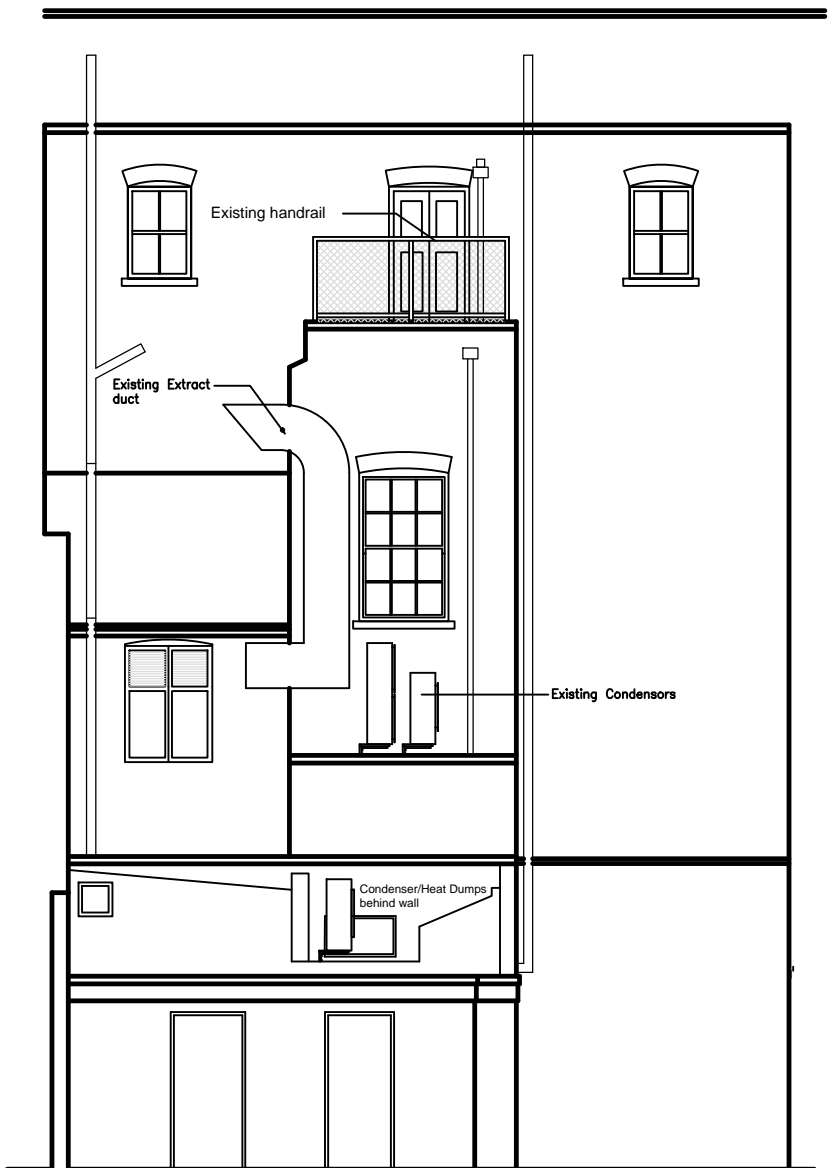 Existing handrail
Existing Extract
duct
Existing Condensors
Condenser/Heat Dumps
behind wall